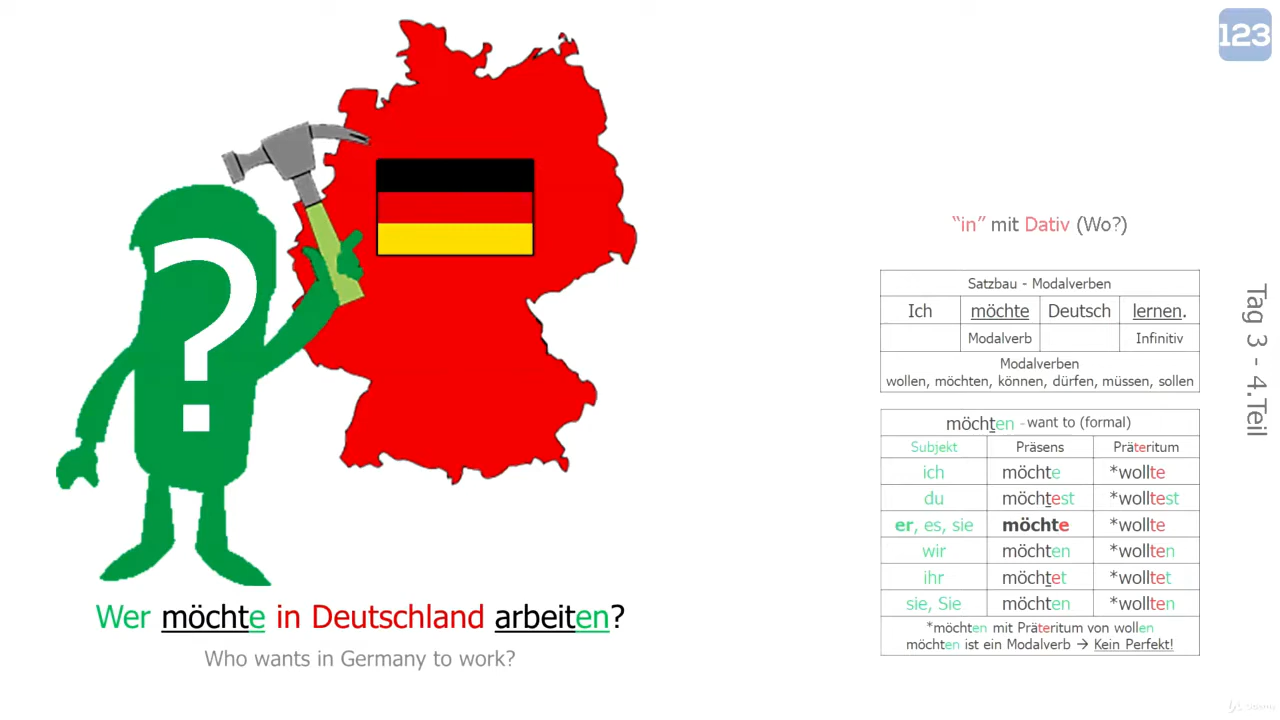 123
?
Wer möchte in Deutschland arbeiten?
Who wants in Germany to work?
“in” mit Dativ (Wo?)
Satzbau - Modalverben
Ich möchte Deutsch lernen.
Modalverb Infinitiv
Modalverben
wollen, möchten, können, dürfen, müssen, sollen
möchten - want to (formal)
Subjekt Präsens Präteritum
ich möchte *wollte
du möchtest *wolltest
er, es, sie möchte *wollte
wir möchten *wollten
ihr möchtet *wolltet
sie, Sie möchten *wollten
*möchten mit Präteritum von wollen
möchten ist ein Modalverb → Kein Perfekt!
Tag 3 - 4.Teil